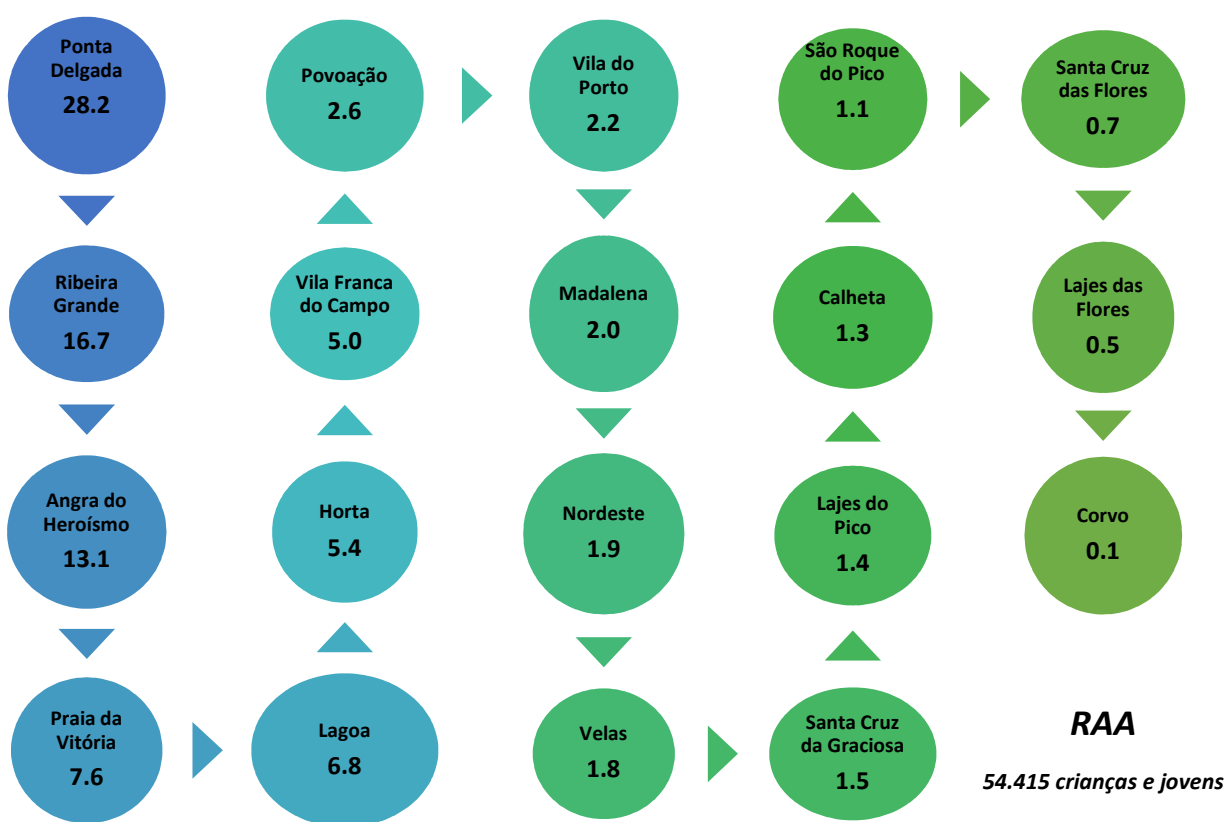 Ponta
Delgada
28.2
Ribeira
Grande
16.7
Angra do
Heroísmo
13.1
Praia da
Vitória
7.6
Lagoa
6.8
Horta
5.4
Vila Franca
do Campo
5.0
Povoação
2.6
Vila do
Porto
2.2
Madalena
2.0
Nordeste
1.9
Velas
1.8
Santa Cruz
da Graciosa
1.5
Lajes do
Pico
1.4
Calheta
1.3
São Roque
do Pico
1.1
Santa Cruz
das Flores
0.7
Lajes das
Flores
0.5
Corvo
0.1
RAA
54.415 crianças e jovens